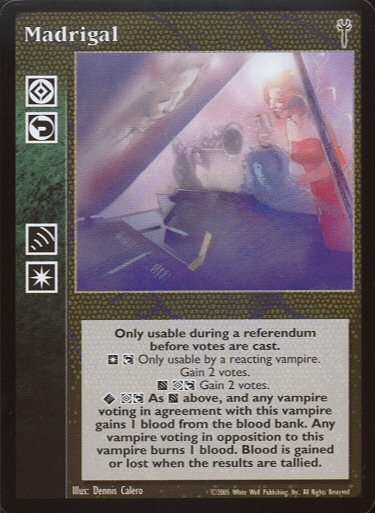 Madrigal
Only usable during a referendum
before votes are cast.
Only usable by a reacting vampire.
Gain 2 votes.
Gain 2 votes.
As above, and any vampire
voting in agreement with this vampire
gains 1 blood from the blood bank. Any
vampire voting in opposition to this
vampire burns 1 blood. Blood is gained
or lost when the results are tallied.
Illus: Dennis Calero
©2005 White Wolf Publishing, Inc. All Rights Reserved